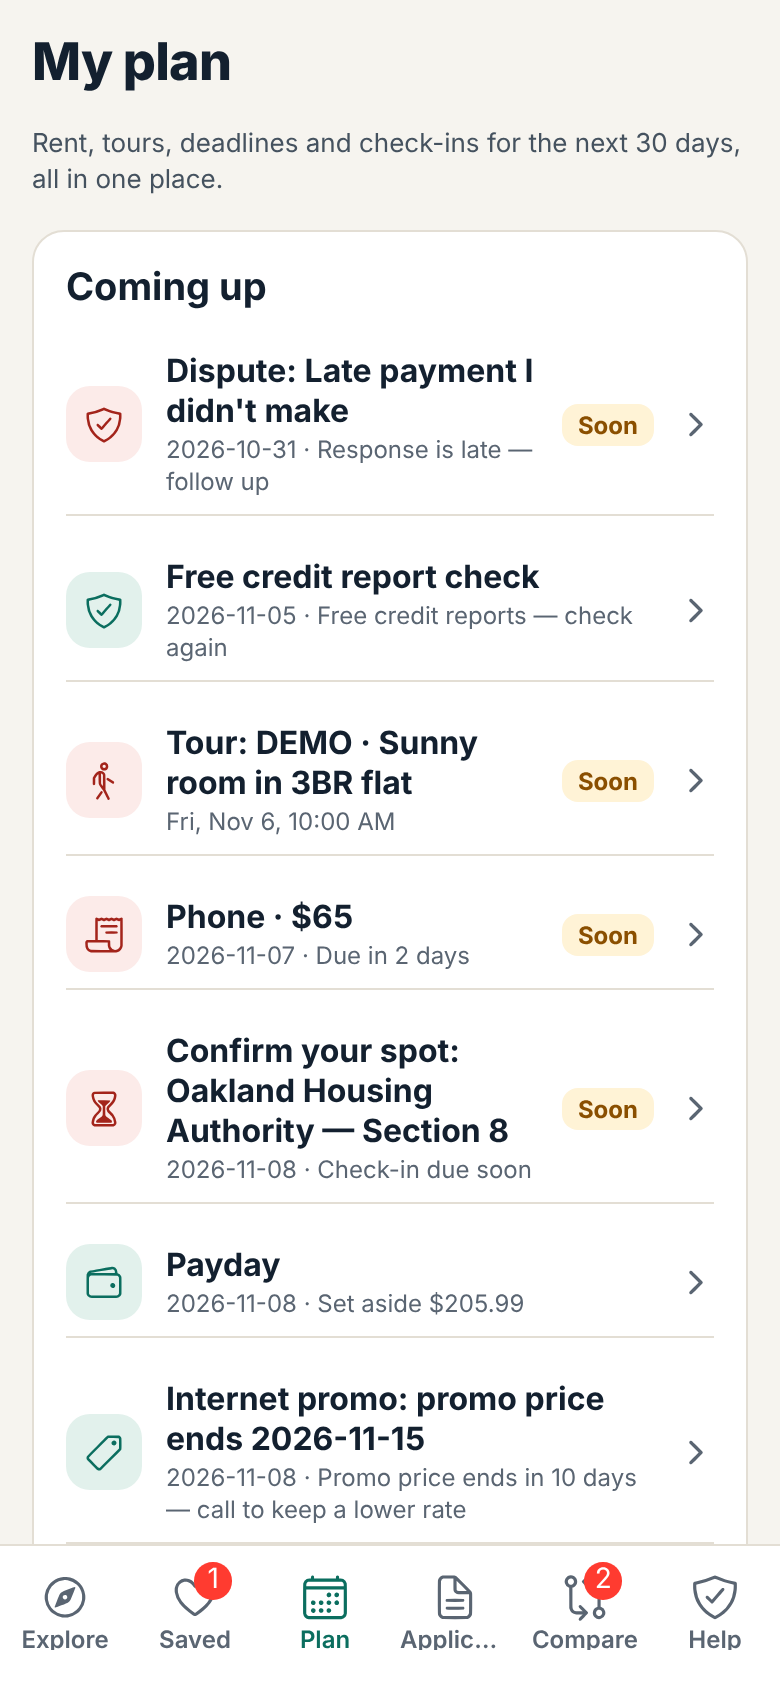 My plan
Rent, tours, deadlines and check-ins for the next 30 days,
all in one place.
Coming up
Dispute: Late payment I
didn't make
2026-10-31 · Response is late —
follow up
Soon
Free credit report check
2026-11-05 · Free credit reports — check
again
Tour: DEMO · Sunny
room in 3BR flat
Fri, Nov 6, 10:00 AM
Soon
Phone · $65
2026-11-07 · Due in 2 days
Soon
Confirm your spot:
Oakland Housing
Authority — Section 8
2026-11-08 · Check-in due soon
Soon
Payday
2026-11-08 · Set aside $205.99
Internet promo: promo price
ends 2026-11-15
2026-11-08 · Promo price ends in 10 days
— call to keep a lower rate
1
2
Explore
Saved
Plan
Applic...
Compare
Help